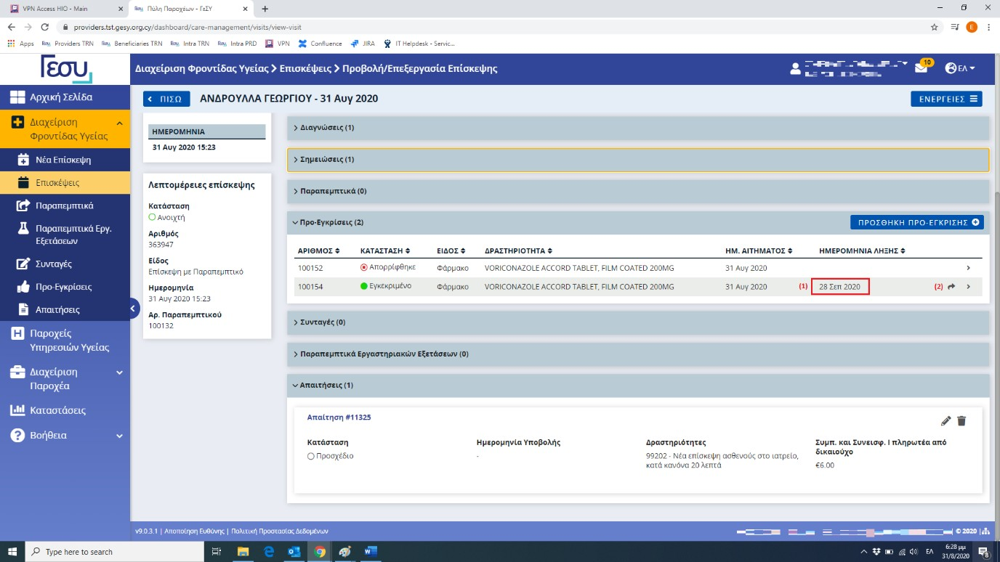 VPN Access HIO - Main
Πύλη Παροχέων - ΓεΣΥ
providers.tst.gesy.org.cy/dashboard/care-management/visits/view-visit
E
Apps
Providers TRN
Beneficiaries TRN
Intra TRN
Intra PRD
VPN
Confluence
JIRA
IT Helpdesk - Servic...
Γεσυ
Διαχείριση Φροντίδας Υγείας > Επισκέψεις > Προβολή/Επεξεργασία Επίσκεψης
10
ΕΛ
Αρχική Σελίδα
Διαχείριση
Φροντίδας Υγείας
Νέα Επίσκεψη
Επισκέψεις
Παραπεμπτικά
Παραπεμπτικά Εργ.
Εξετάσεων
Συνταγές
Προ-Εγκρίσεις
Απαιτήσεις
Παροχείς
Υπηρεσιών Υγείας
Διαχείριση
Παροχέα
Καταστάσεις
Βοήθεια
ΠΙΣΩ
ΑΝΔΡΟΥΛΛΑ ΓΕΩΡΓΙΟΥ - 31 Αυγ 2020
ΕΝΕΡΓΕΙΕΣ
ΗΜΕΡΟΜΗΝΙΑ
31 Αυγ 2020 15:23
Λεπτομέρειες επίσκεψης
Κατάσταση
Ανοιχτή
Αριθμός
363947
Είδος
Επίσκεψη με Παραπεμπτικό
Ημερομηνία
31 Αυγ 2020 15:23
Αρ. Παραπεμπτικού
100132
Διαγνώσεις (1)
Σημειώσεις (1)
Παραπεμπτικά (0)
Προ-Εγκρίσεις (2)
ΠΡΟΣΘΗΚΗ ΠΡΟ-ΕΓΚΡΙΣΗΣ
ΑΡΙΘΜΟΣ ΚΑΤΑΣΤΑΣΗ ΕΙΔΟΣ ΔΡΑΣΤΗΡΙΟΤΗΤΑ ΗΜ. ΑΙΤΗΜΑΤΟΣ ΗΜΕΡΟΜΗΝΙΑ ΛΗΞΗΣ
100152 Απορρίφθηκε Φάρμακο VORICONAZOLE ACCORD TABLET, FILM COATED 200MG 31 Αυγ 2020
100154 Εγκεκριμένο Φάρμακο VORICONAZOLE ACCORD TABLET, FILM COATED 200MG 31 Αυγ 2020 (1) 28 Σεπ 2020 (2)
Συνταγές (0)
Παραπεμπτικά Εργαστηριακών Εξετάσεων (0)
Απαιτήσεις (1)
Απαίτηση #11325
Κατάσταση
Προσχέδιο
Ημερομηνία Υποβολής
-
Δραστηριότητες
99202 - Νέα επίσκεψη ασθενούς στο ιατρείο,
κατά κανόνα 20 λεπτά
Συμπ. και Συνεισφ. Ι πληρωτέα από
δικαιούχο
€6.00
v9.0.3.1 | Αποποίηση Ευθύνης | Πολιτική Προστασίας Δεδομένων
© 2020
Type here to search
ΕΛ
6:28 μμ
31/8/2020
8